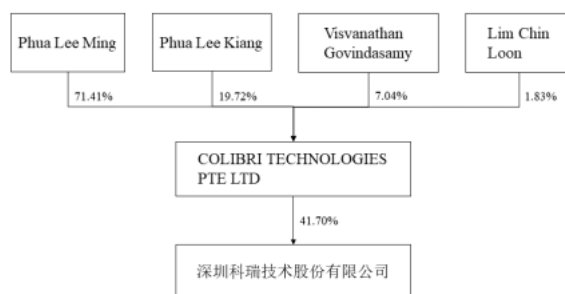 Phua Lee Ming
Phua Lee Kiang
Visvanathan
Govindasamy
Lim Chin
Loon
71.41%
19.72%
7.04%
1.83%
COLIBRI TECHNOLOGIES
PTE LTD
41.70%
深圳科瑞技术股份有限公司